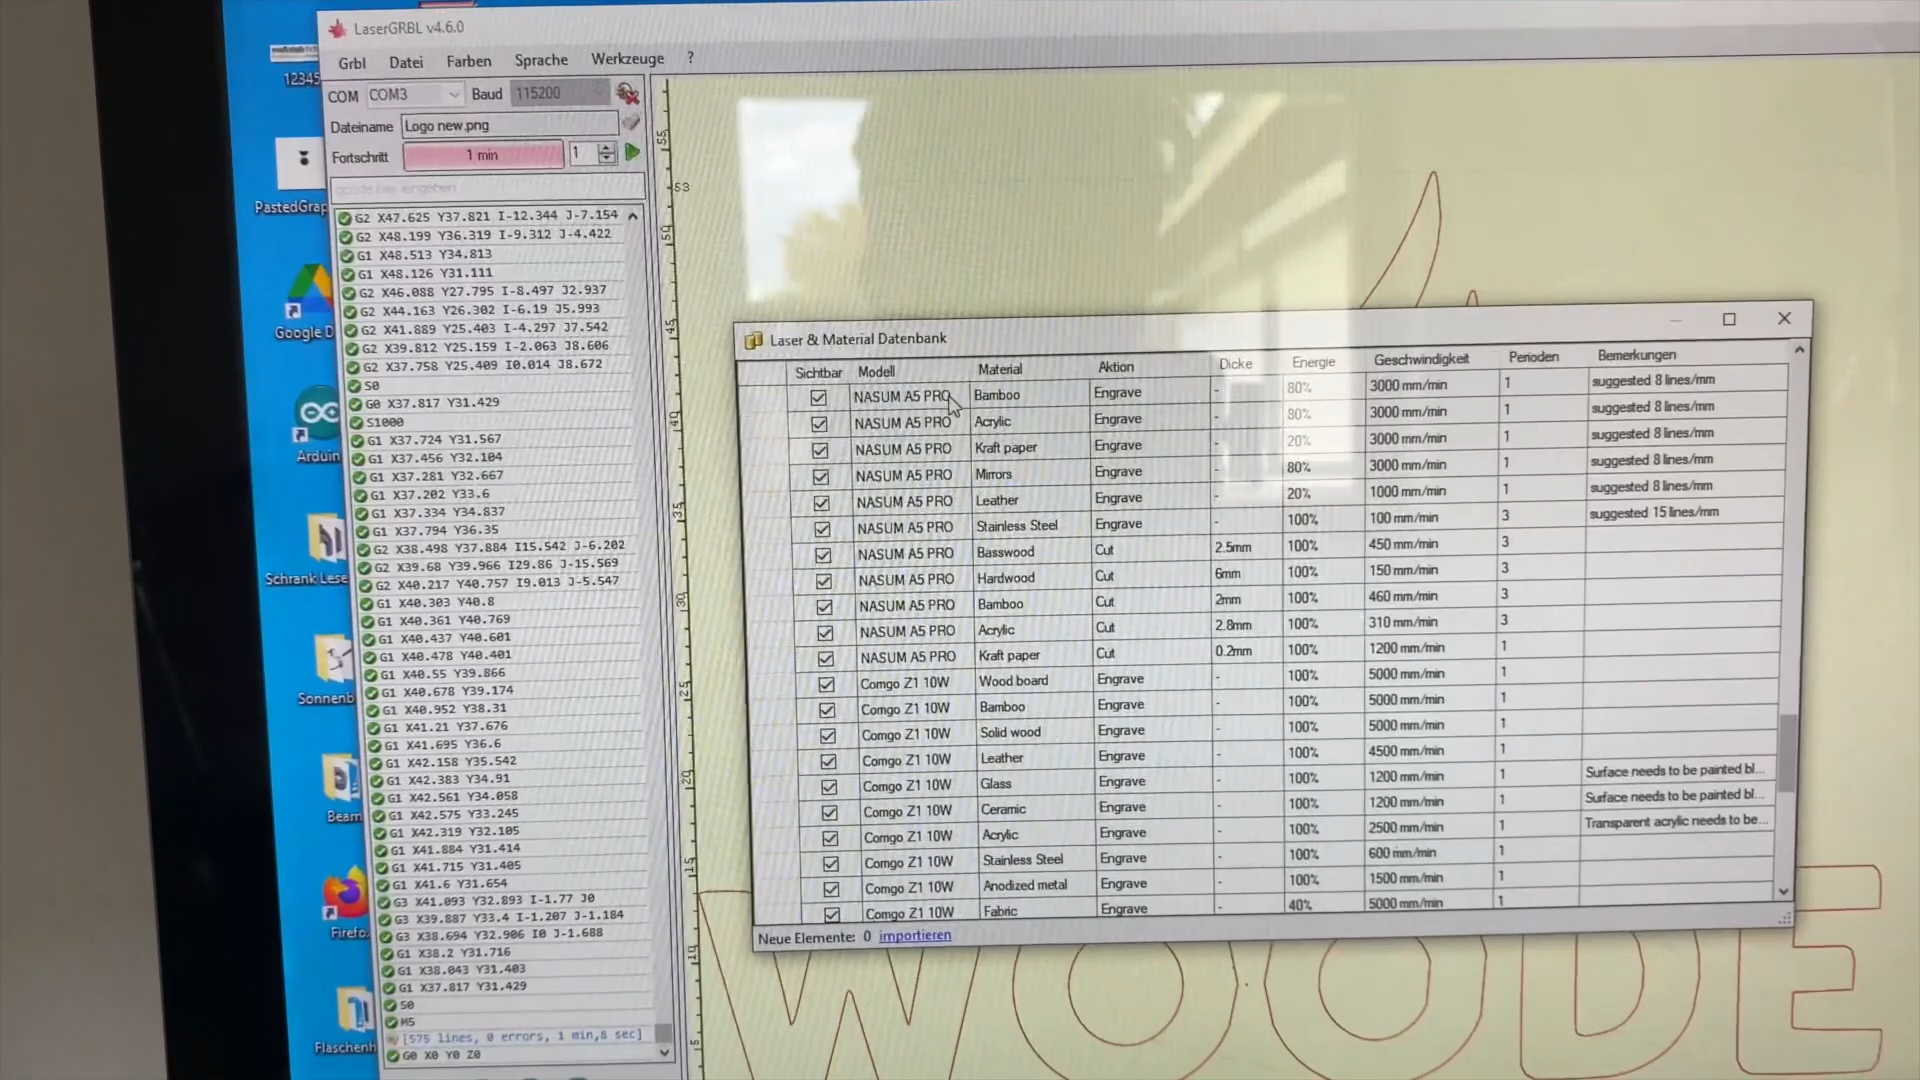 LaserGRBL v4.6.0
Grbl Datei Farben Sprache Werkzeuge ?
COM COM3 Baud 115200
Dateiname Logo new.png
Fortschritt 1 min 1
gcode hier eingeben
G2 X47.625 Y37.821 I-12.344 J-7.154
G2 X48.199 Y36.319 I-9.312 J-4.422
G1 X48.513 Y34.813
G1 X48.126 Y31.111
G2 X46.088 Y27.795 I-8.497 J2.937
G2 X44.163 Y26.302 I-6.19 J5.993
G2 X41.889 Y25.403 I-4.297 J7.542
G2 X39.812 Y25.159 I-2.063 J8.606
G2 X37.758 Y25.409 I0.014 J8.672
S0
G0 X37.817 Y31.429
S1000
G1 X37.724 Y31.567
G1 X37.456 Y32.104
G1 X37.281 Y32.667
G1 X37.202 Y33.6
G1 X37.334 Y34.837
G1 X37.794 Y36.35
G2 X38.498 Y37.884 I15.542 J-6.202
G2 X39.68 Y39.966 I29.86 J-15.569
G2 X40.217 Y40.757 I9.013 J-5.547
G1 X40.303 Y40.8
G1 X40.361 Y40.769
G1 X40.437 Y40.601
G1 X40.478 Y40.401
G1 X40.55 Y39.866
G1 X40.678 Y39.174
G1 X40.952 Y38.31
G1 X41.21 Y37.676
G1 X41.695 Y36.6
G1 X42.158 Y35.542
G1 X42.383 Y34.91
G1 X42.561 Y34.058
G1 X42.575 Y33.245
G1 X42.319 Y32.105
G1 X41.884 Y31.414
G1 X41.715 Y31.405
G1 X41.6 Y31.654
G3 X41.093 Y32.893 I-1.77 J0
G3 X39.887 Y33.4 I-1.207 J-1.184
G3 X38.694 Y32.906 I0 J-1.688
G1 X38.2 Y31.716
G1 X38.043 Y31.403
G1 X37.817 Y31.429
S0
M5
[575 lines, 0 errors, 1 min,8 sec]
G0 X0 Y0 Z0
12345
PastedGrap
Google D
Arduin
Schrank Lese
Sonnenb
Beam
Firefo
Flaschenh
55
53
50
45
40
35
30
25
20
15
10
5
Laser & Material Datenbank
Sichtbar Modell Material Aktion Dicke Energie Geschwindigkeit Perioden Bemerkungen
NASUM A5 PRO Bamboo Engrave - 80% 3000 mm/min 1 suggested 8 lines/mm
NASUM A5 PRO Acrylic Engrave - 80% 3000 mm/min 1 suggested 8 lines/mm
NASUM A5 PRO Kraft paper Engrave - 20% 3000 mm/min 1 suggested 8 lines/mm
NASUM A5 PRO Mirrors Engrave - 80% 3000 mm/min 1 suggested 8 lines/mm
NASUM A5 PRO Leather Engrave - 20% 1000 mm/min 1 suggested 8 lines/mm
NASUM A5 PRO Stainless Steel Engrave - 100% 100 mm/min 3 suggested 15 lines/mm
NASUM A5 PRO Basswood Cut 2.5mm 100% 450 mm/min 3
NASUM A5 PRO Hardwood Cut 6mm 100% 150 mm/min 3
NASUM A5 PRO Bamboo Cut 2mm 100% 460 mm/min 3
NASUM A5 PRO Acrylic Cut 2.8mm 100% 310 mm/min 3
NASUM A5 PRO Kraft paper Cut 0.2mm 100% 1200 mm/min 1
Comgo Z1 10W Wood board Engrave - 100% 5000 mm/min 1
Comgo Z1 10W Bamboo Engrave - 100% 5000 mm/min 1
Comgo Z1 10W Solid wood Engrave - 100% 5000 mm/min 1
Comgo Z1 10W Leather Engrave - 100% 4500 mm/min 1
Comgo Z1 10W Glass Engrave - 100% 1200 mm/min 1 Surface needs to be painted bl...
Comgo Z1 10W Ceramic Engrave - 100% 1200 mm/min 1 Surface needs to be painted bl...
Comgo Z1 10W Acrylic Engrave - 100% 2500 mm/min 1 Transparent acrylic needs to be...
Comgo Z1 10W Stainless Steel Engrave - 100% 600 mm/min 1
Comgo Z1 10W Anodized metal Engrave - 100% 1500 mm/min 1
Comgo Z1 10W Fabric Engrave - 40% 5000 mm/min 1
Neue Elemente: 0 importieren
WOODE